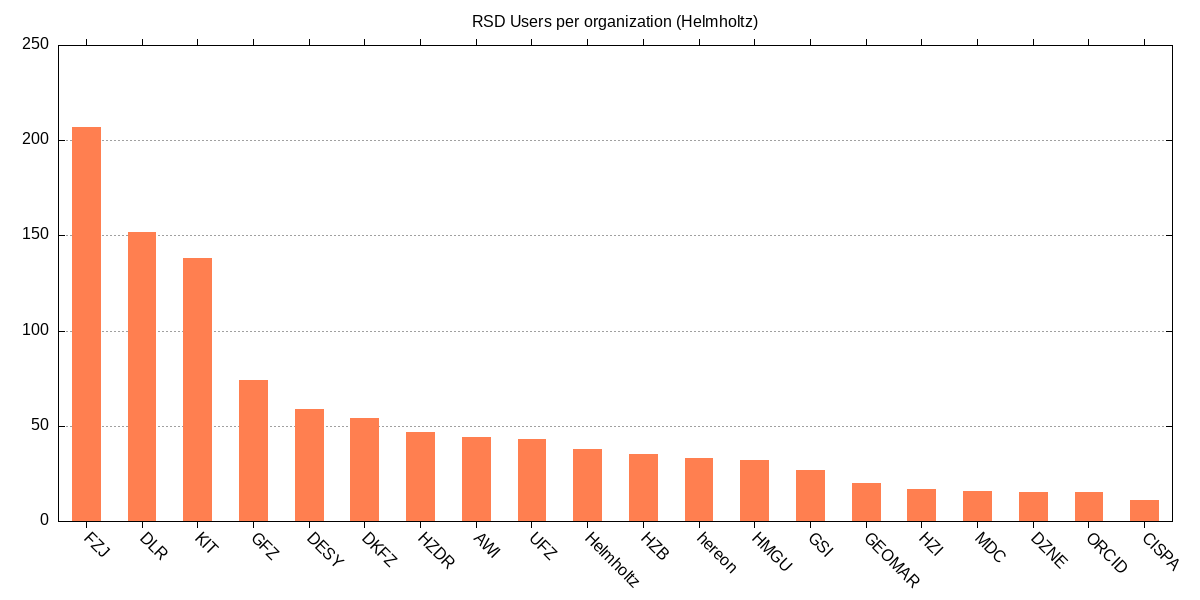 RSD Users per organization (Helmholtz)
250
200
150
100
50
0
FZJ
DLR
KIT
GFZ
DESY
DKFZ
HZDR
AWI
UFZ
Helmholtz
HZB
hereon
HMGU
GSI
GEOMAR
HZI
MDC
DZNE
ORCID
CISPA